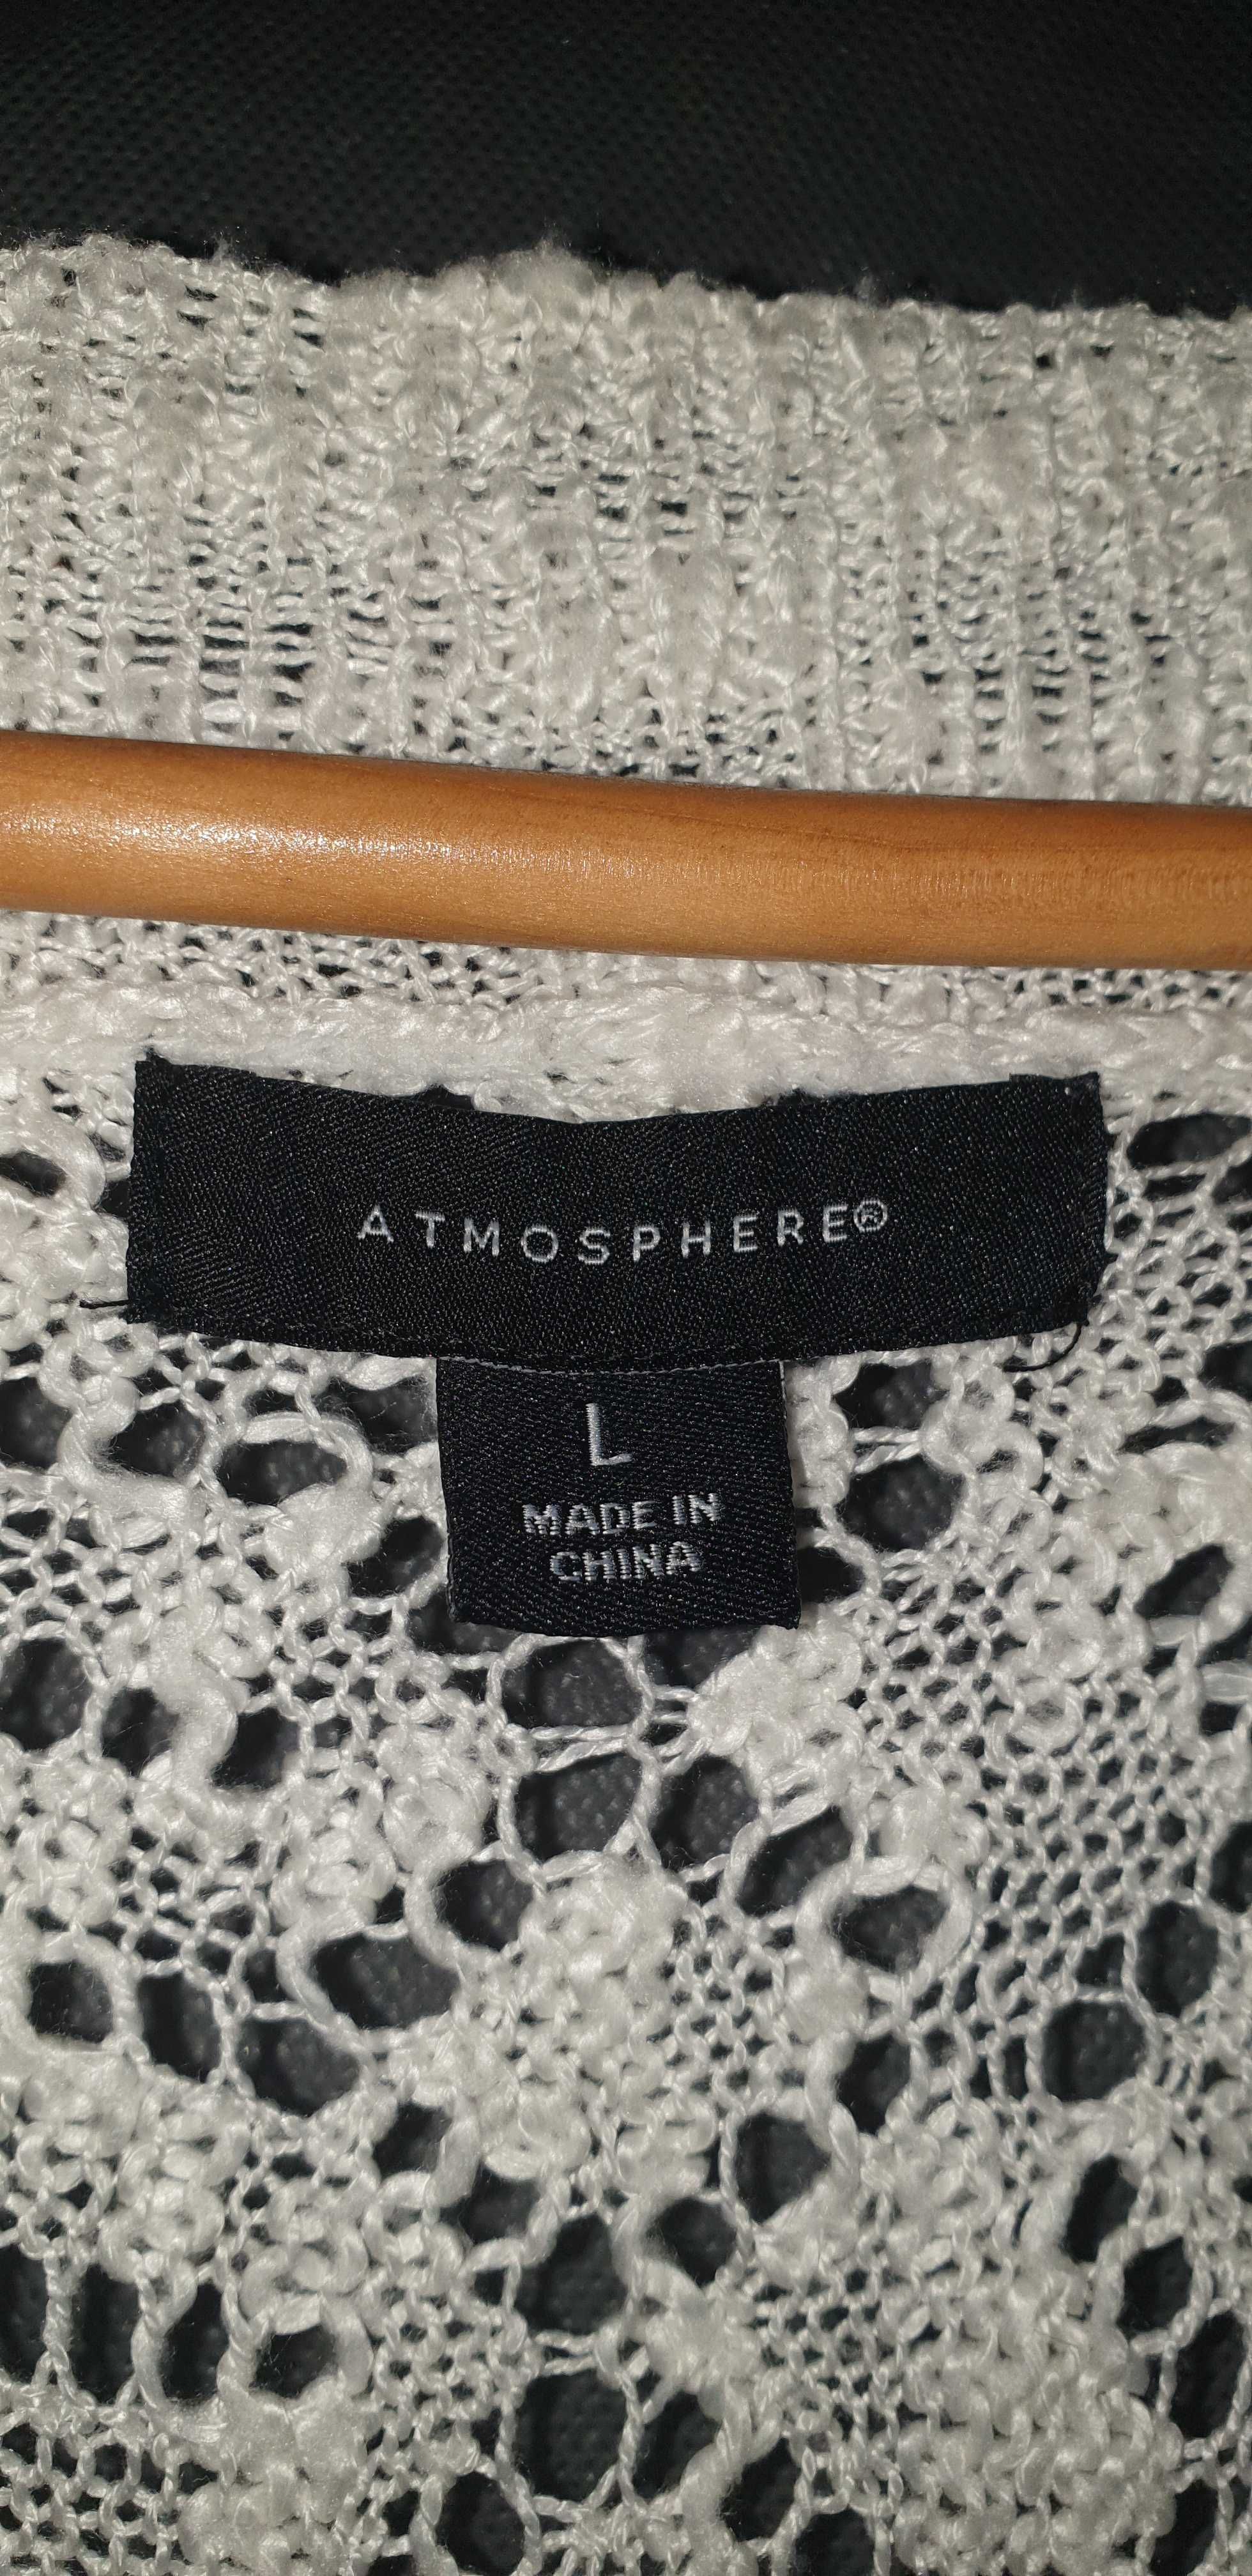 ATMOSPHERE®
L
MADE IN
CHINA